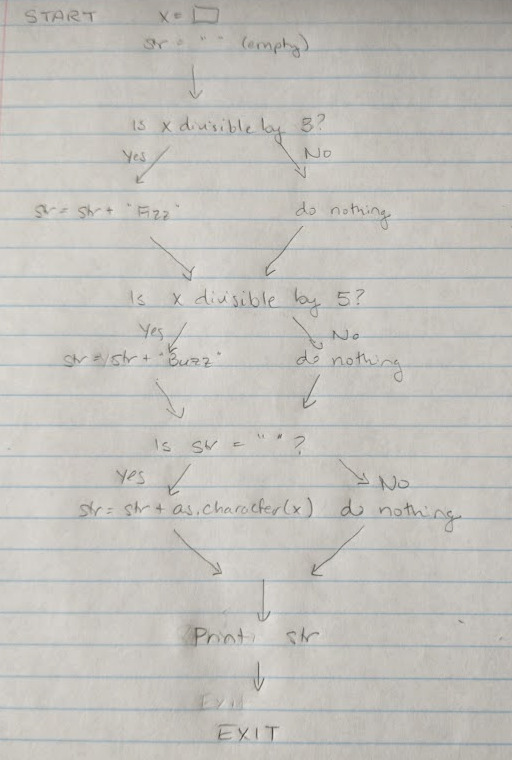 START x = □
str = " " (empty)
Is x divisible by 3?
Yes No
str = str + "Fizz" do nothing
Is x divisible by 5?
Yes No
str = str + "Buzz" do nothing
Is str = " " ?
Yes No
str = str + as.character(x) do nothing
Print: str
Exit
EXIT